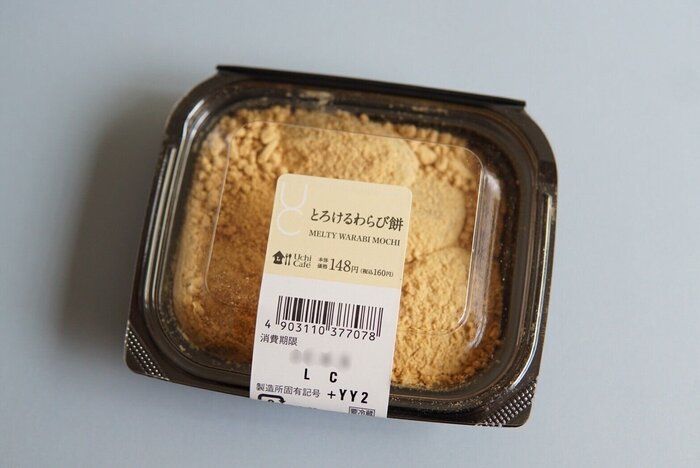 UC
とろけるわらび餅
MELTY WARABI MOCHI
Uchi Café 本体価格 148円(税込160円)
4 903110 377078
消費期限
L C
製造所固有記号 +YY2
要冷蔵